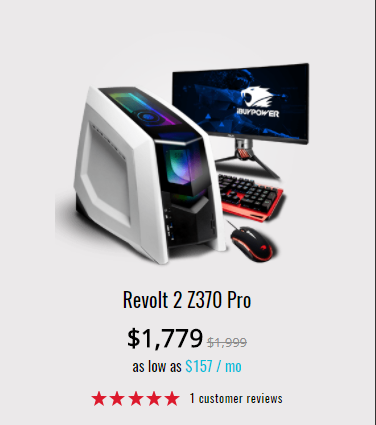 iBUYPOWER
Revolt 2 Z370 Pro
$1,779 $1,999
as low as $157 / mo
1 customer reviews